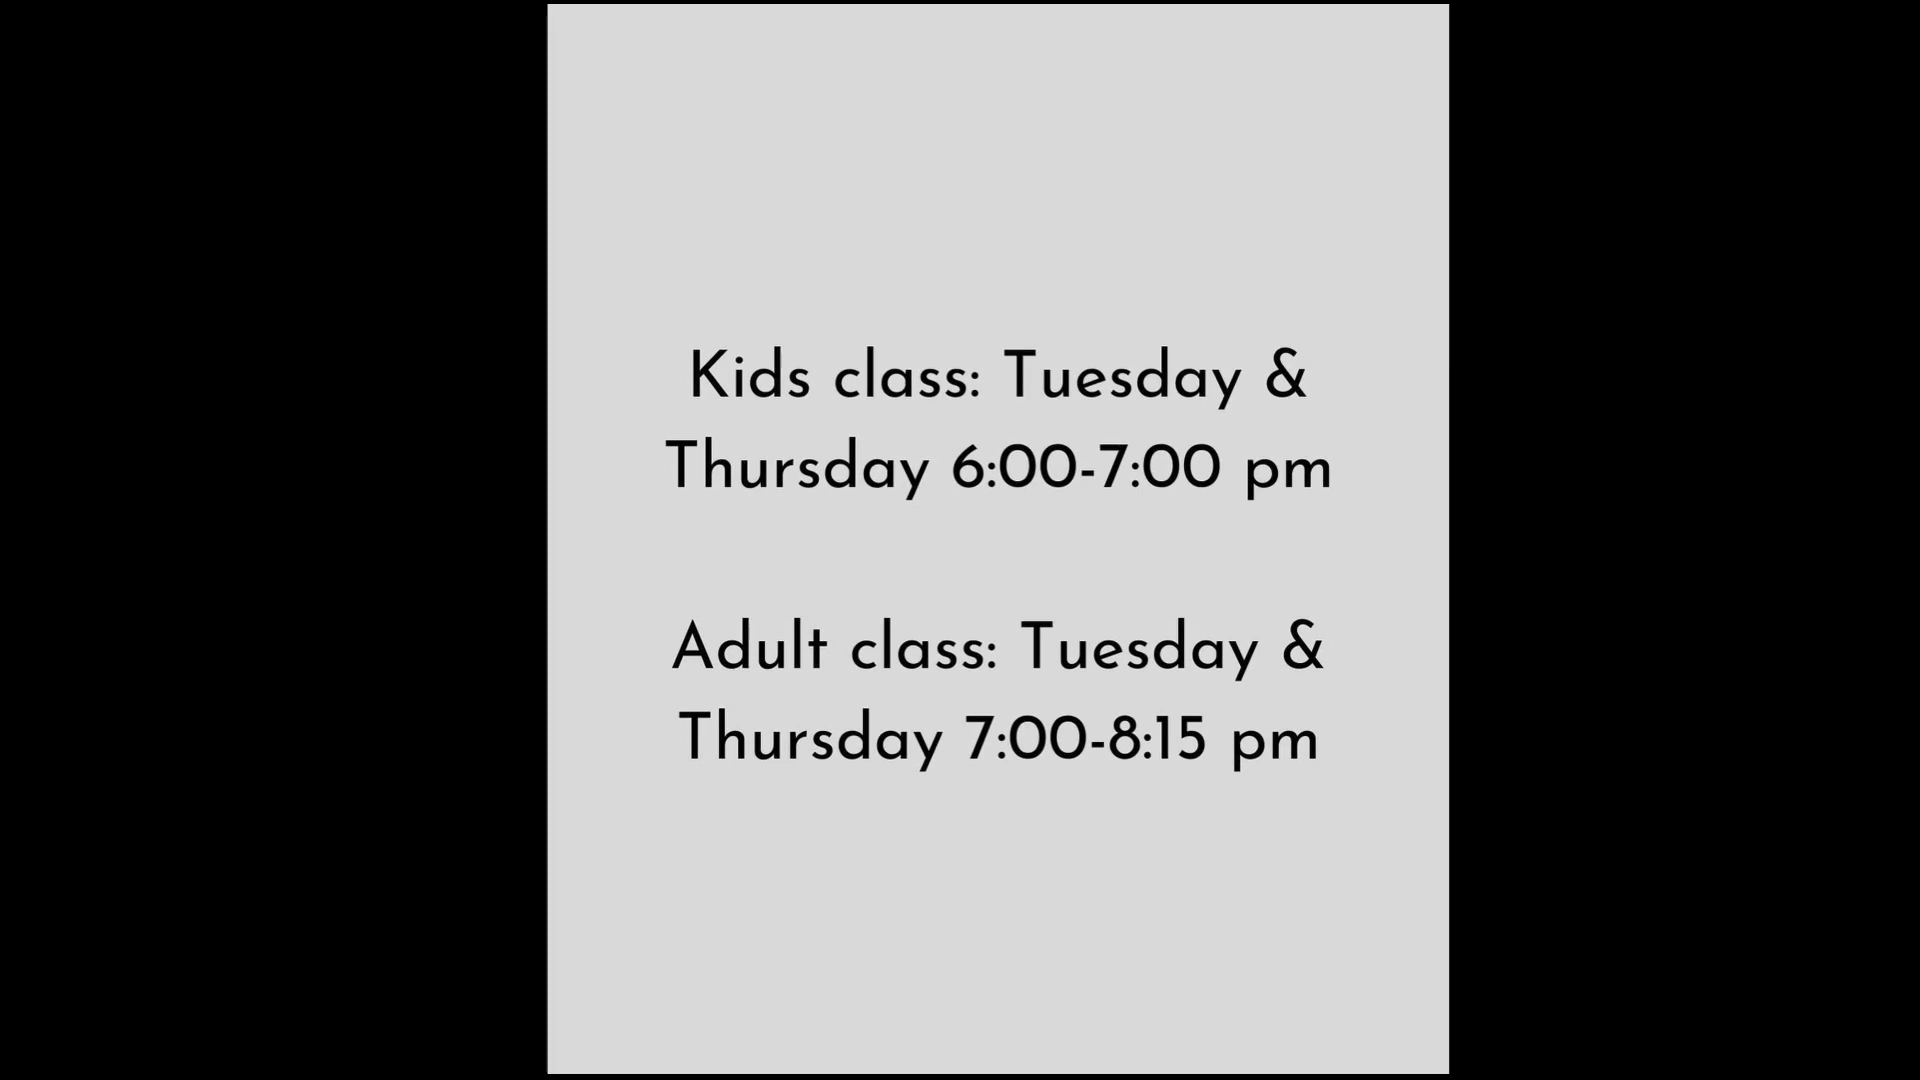 Kids class: Tuesday &
Thursday 6:00-7:00 pm
Adult class: Tuesday &
Thursday 7:00-8:15 pm